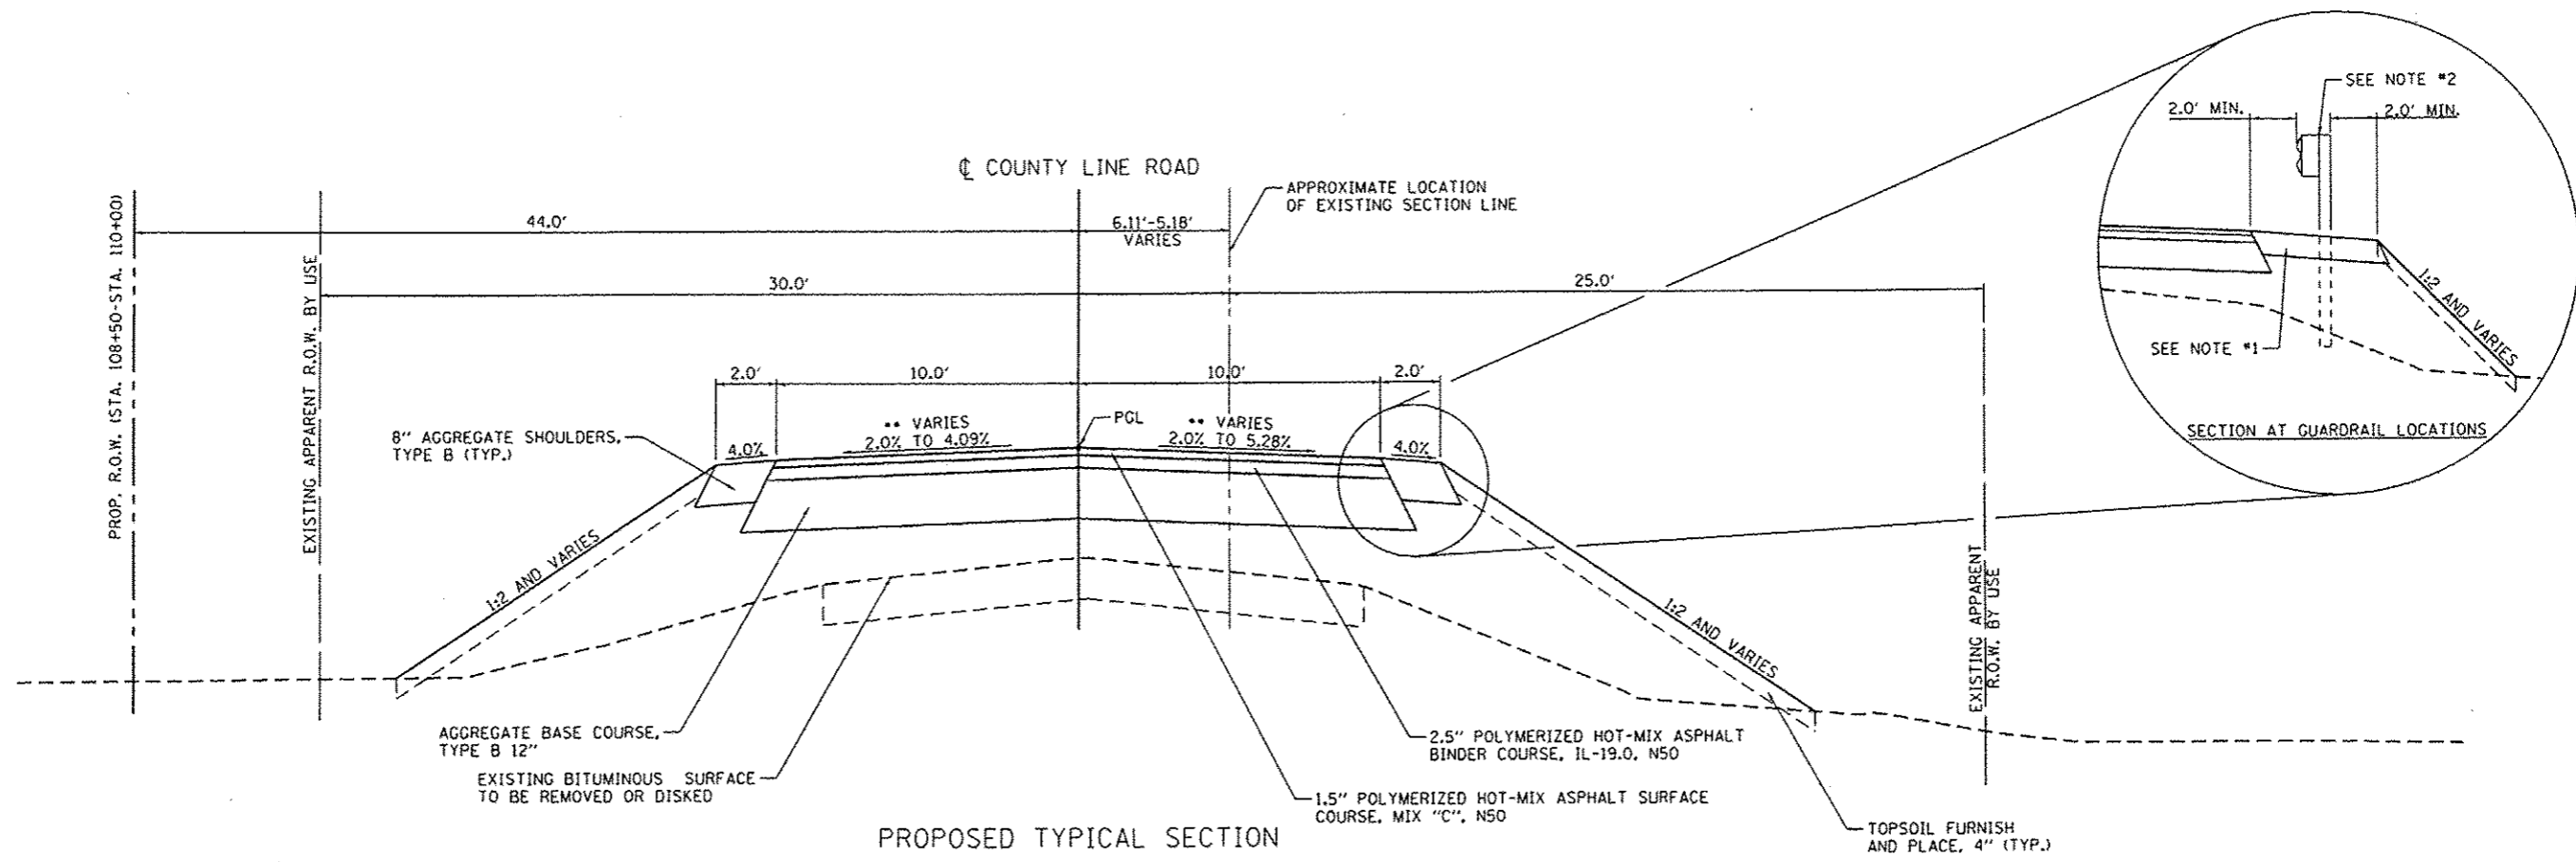 SEE NOTE #2
2.0' MIN.
2.0' MIN.
℄ COUNTY LINE ROAD
APPROXIMATE LOCATION
OF EXISTING SECTION LINE
44.0'
6.11'-5.18'
VARIES
PROP. R.O.W. (STA. 108+50-STA. 110+00)
EXISTING APPARENT R.O.W. BY USE
30.0'
25.0'
1:2 AND VARIES
SEE NOTE #1
SECTION AT GUARDRAIL LOCATIONS
2.0'
10.0'
10.0'
2.0'
8" AGGREGATE SHOULDERS,
TYPE B (TYP.)
4.0%
** VARIES
2.0% TO 4.09%
PGL
** VARIES
2.0% TO 5.28%
4.0%
1:2 AND VARIES
1:2 AND VARIES
EXISTING APPARENT
R.O.W. BY USE
AGGREGATE BASE COURSE,
TYPE B 12"
EXISTING BITUMINOUS SURFACE
TO BE REMOVED OR DISKED
2.5" POLYMERIZED HOT-MIX ASPHALT
BINDER COURSE, IL-19.0, N50
1.5" POLYMERIZED HOT-MIX ASPHALT SURFACE
COURSE, MIX "C", N50
TOPSOIL FURNISH
AND PLACE, 4" (TYP.)
PROPOSED TYPICAL SECTION